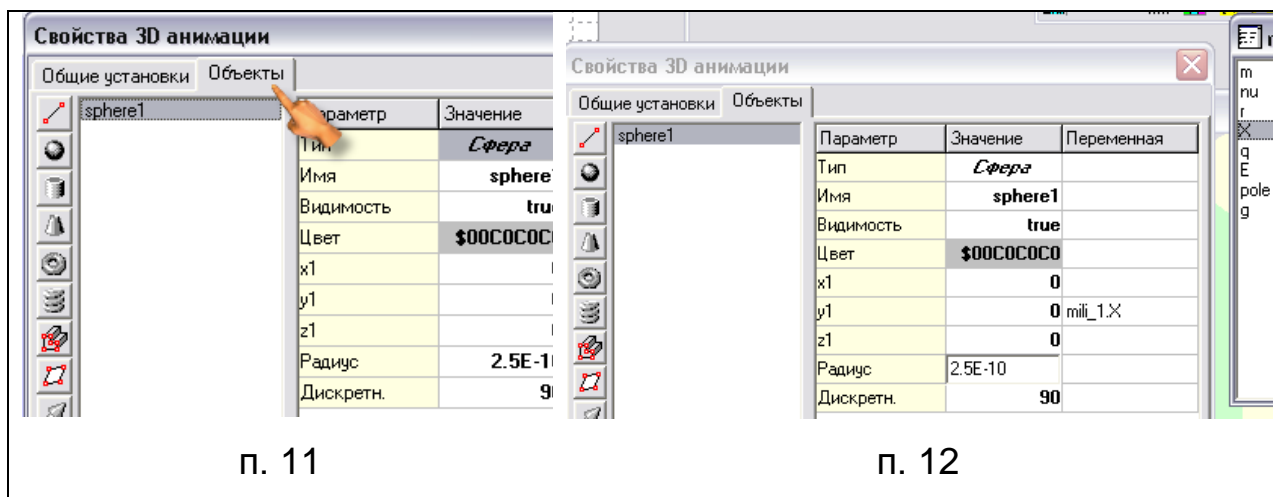 Свойства 3D анимации
Общие установки Объекты
sphere1
Параметр Значение
Тип Сфера
Имя sphere1
Видимость true
Цвет $00C0C0C0
x1
y1
z1
Радиус 2.5E-10
Дискретн. 90
п. 11
Свойства 3D анимации
Общие установки Объекты
sphere1
Параметр Значение Переменная
Тип Сфера
Имя sphere1
Видимость true
Цвет $00C0C0C0
x1 0
y1 0 mili_1.X
z1 0
Радиус 2.5E-10
Дискретн. 90
m
nu
r
X
q
E
pole
g
п. 12